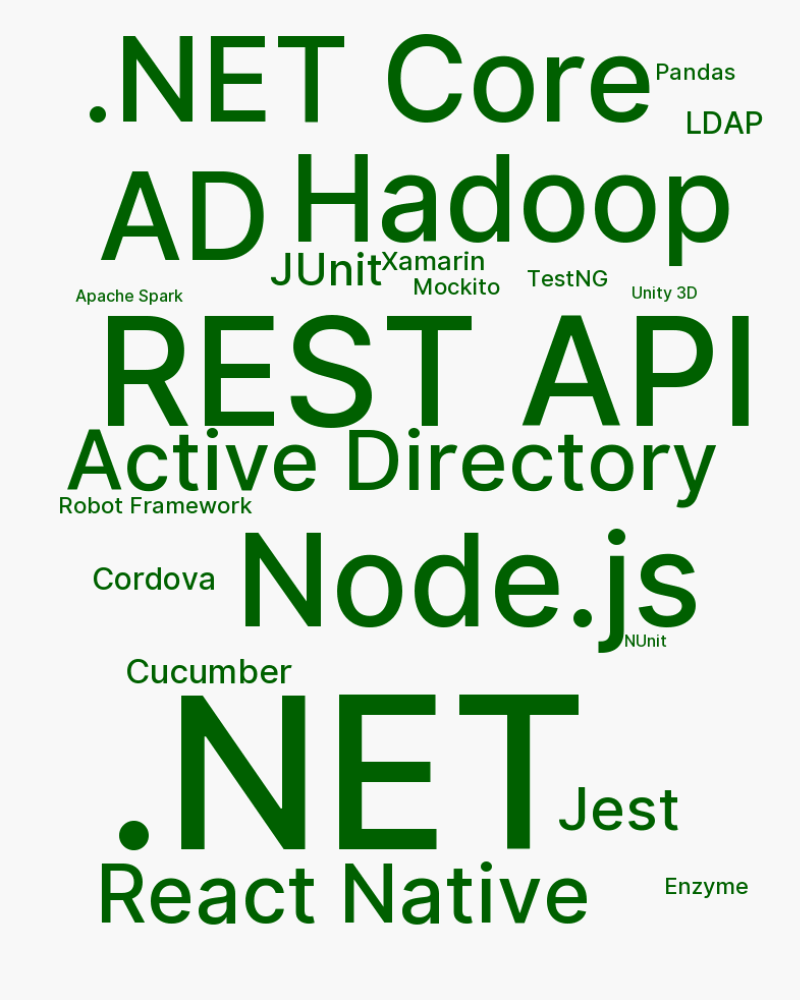 .NET Core
Pandas
LDAP
AD
Hadoop
JUnit
Xamarin
Mockito
TestNG
Unity 3D
Apache Spark
REST API
Active Directory
Robot Framework
Node.js
Cordova
NUnit
Cucumber
.NET
Jest
React Native
Enzyme